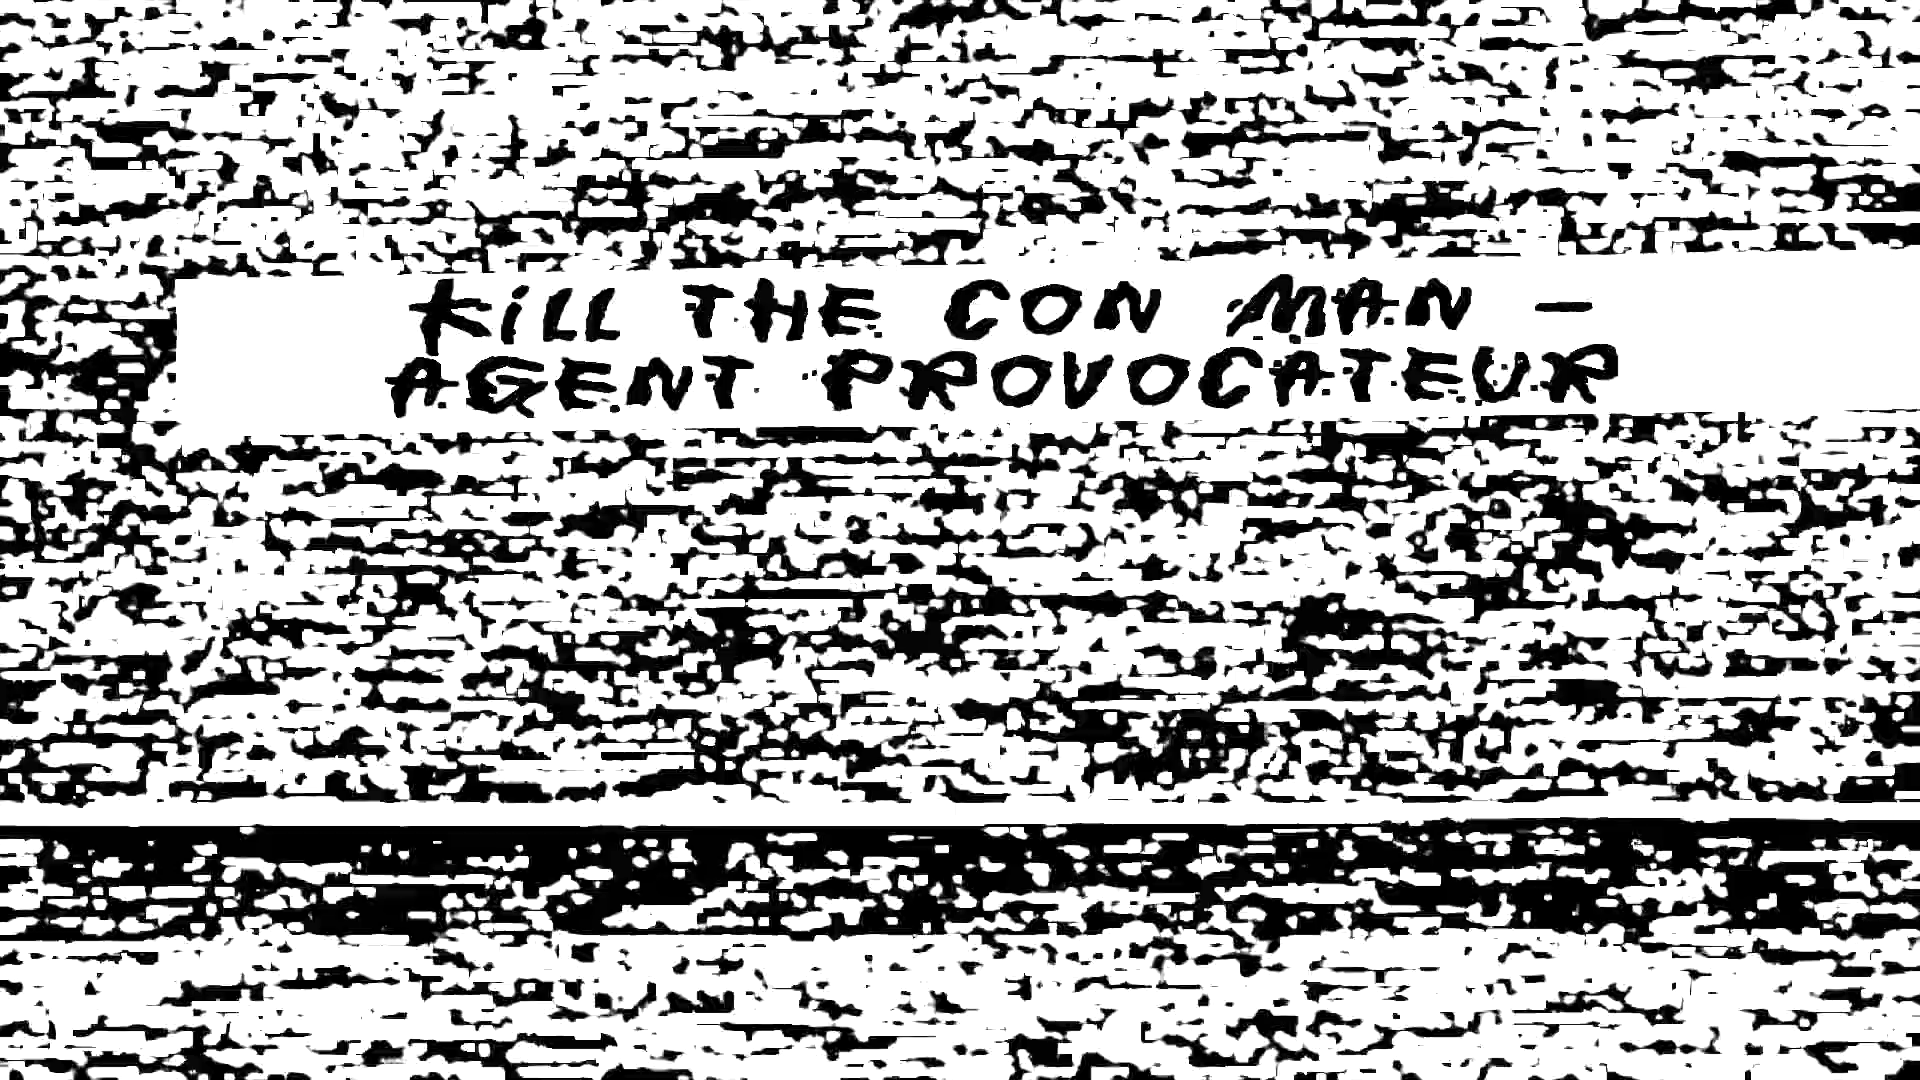 KiLL THE CON MAN –
AGENT PROVOCATEUR